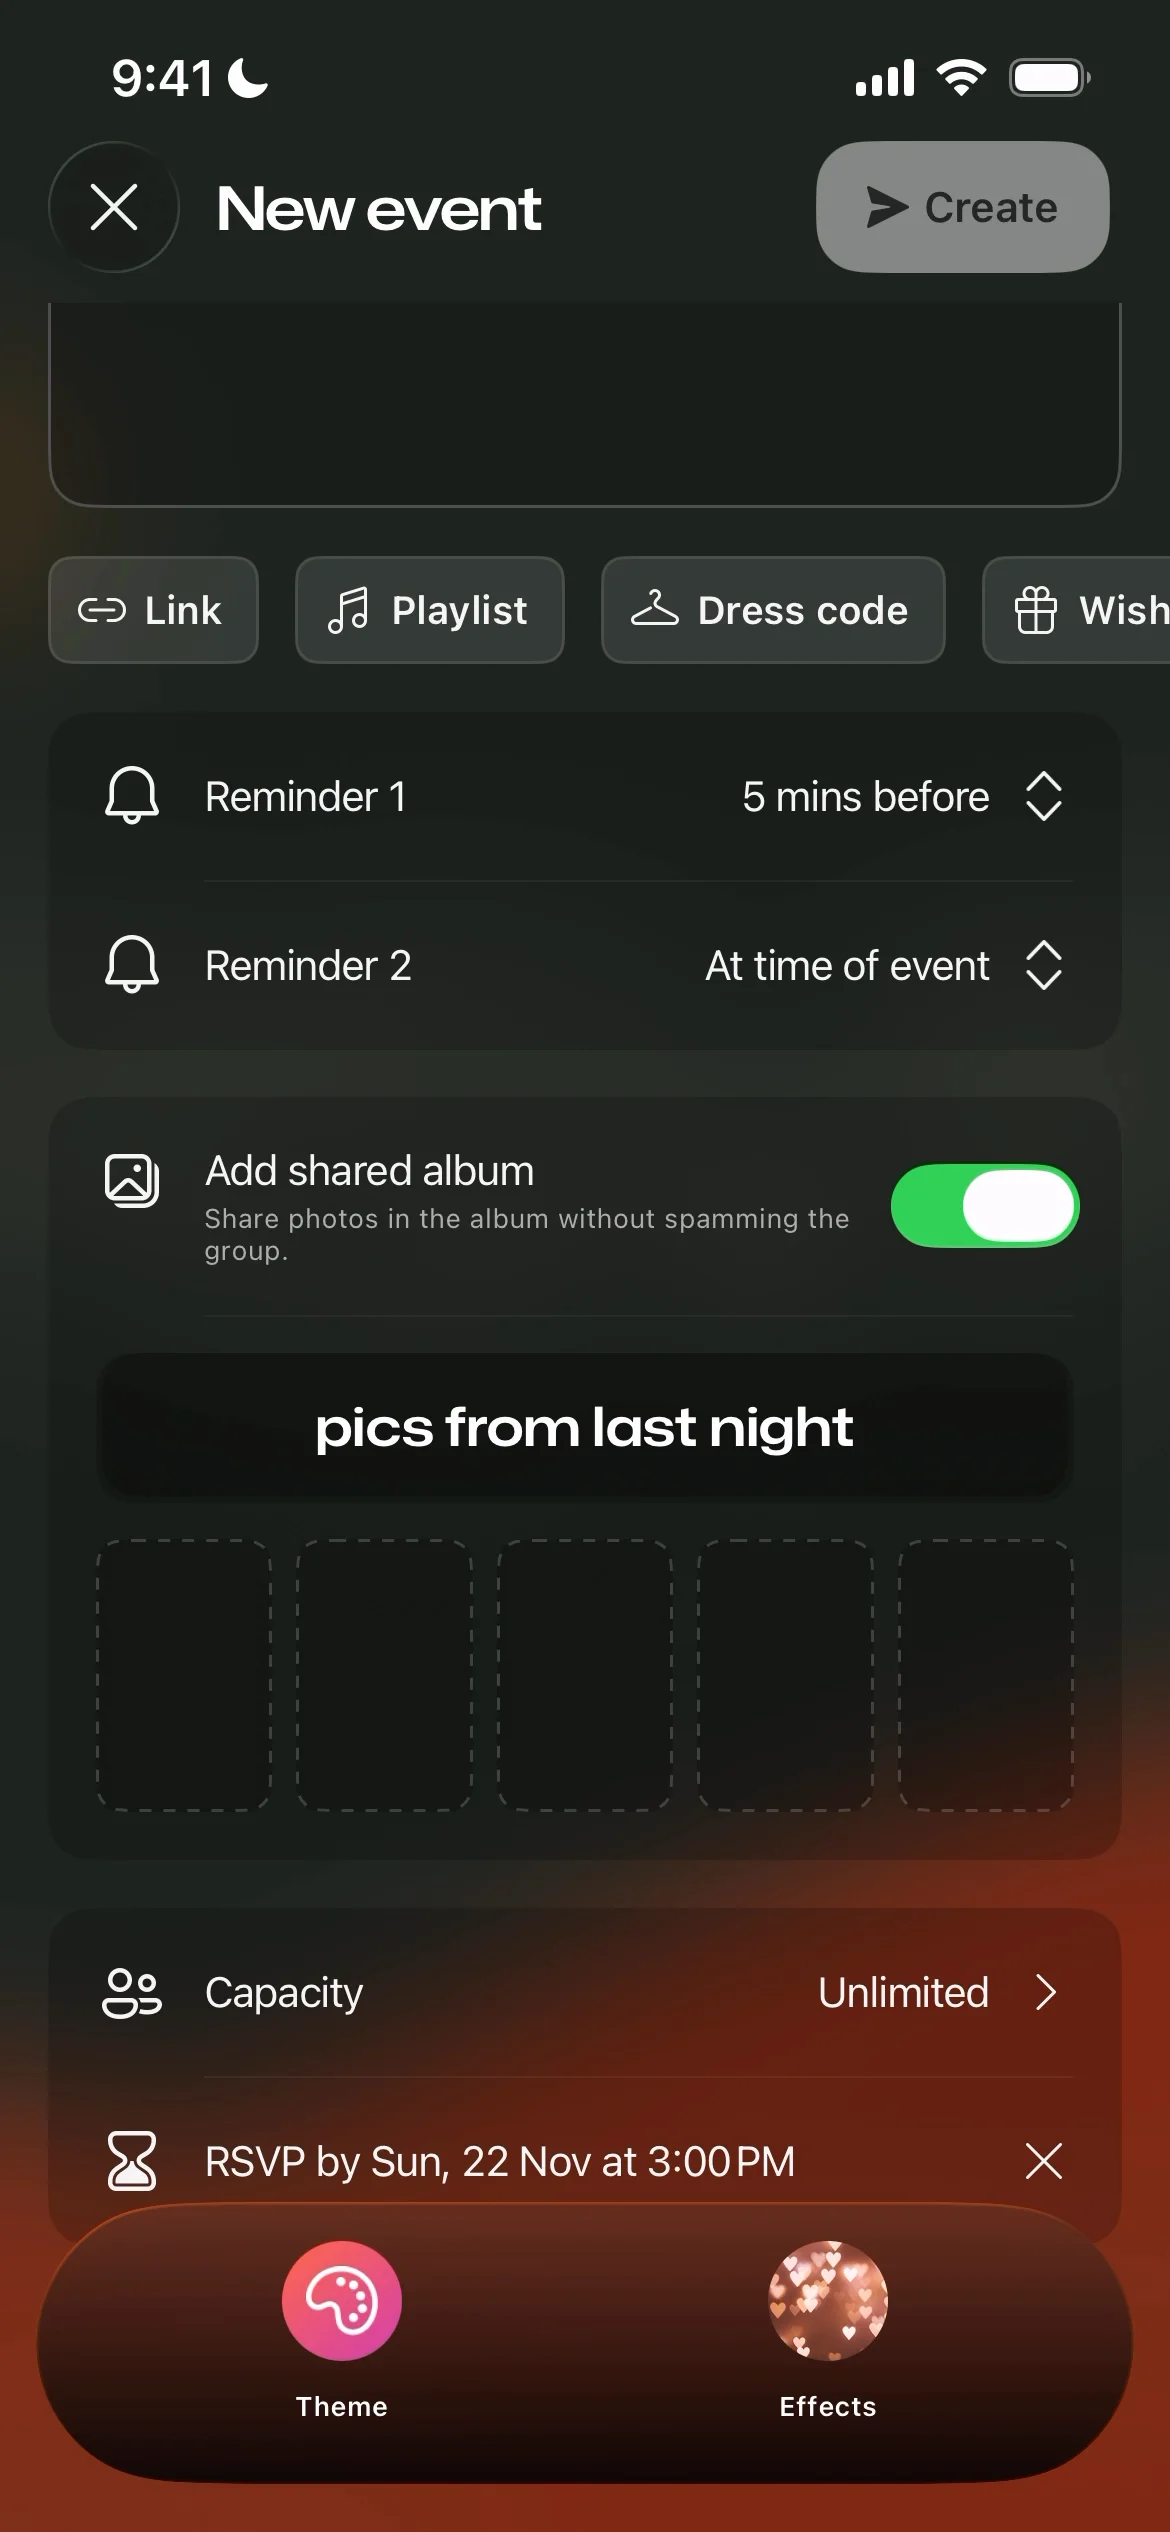 9:41
New event
Create
Link
Playlist
Dress code
Wish
Reminder 1
5 mins before
Reminder 2
At time of event
Add shared album
Share photos in the album without spamming the
group.
pics from last night
Capacity
Unlimited
RSVP by Sun, 22 Nov at 3:00 PM
Theme
Effects